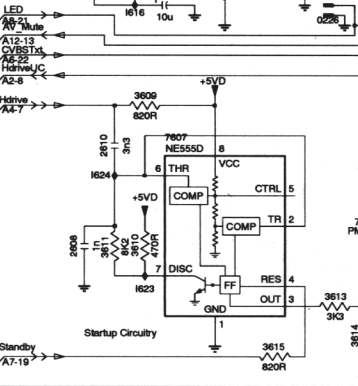 LED
A8-21
AV_Mute
A12-13
CVBSTxt
A6-22
HdriveUC
A2-8
I616
10u
0226
+5VD
Hdrive
A4-7
3609
820R
2610
3n3
7607
NE555D
8
VCC
I624
6
THR
COMP
CTRL
5
+5VD
TR
2
COMP
2608
1n
3611
8K2
3610
470R
7
DISC
I623
RES
4
FF
OUT
3
3613
3K3
GND
1
3614
Startup Circuitry
Standby
A7-19
3615
820R